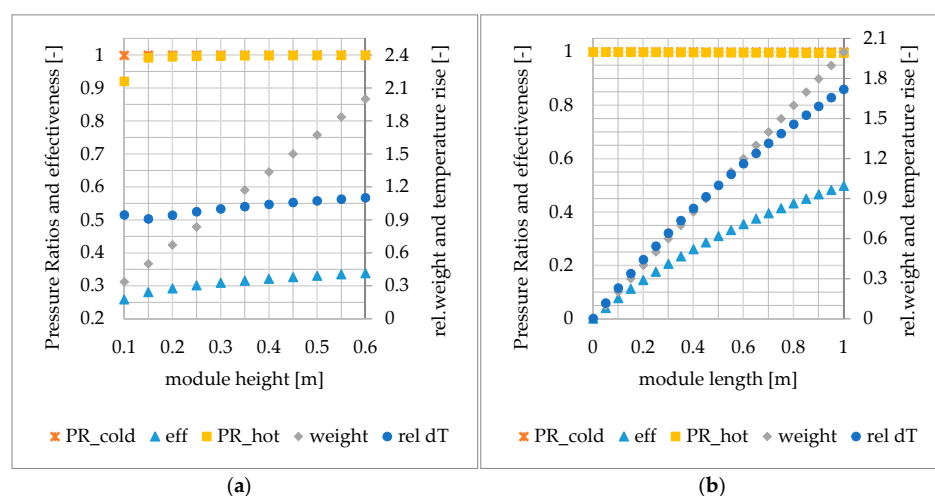 Pressure Ratios and effectiveness [-]
1
0.9
0.8
0.7
0.6
0.5
0.4
0.3
0.2
2.4
2.1
1.8
1.5
1.2
0.9
0.6
0.3
0
rel.weight and temperature rise [-]
0.1 0.2 0.3 0.4 0.5 0.6
module height [m]
PR_cold eff PR_hot weight rel dT
(a)
Pressure Ratios and effectiveness [-]
1
0.8
0.6
0.4
0.2
0
2.1
1.8
1.5
1.2
0.9
0.6
0.3
0
rel.weight and temperature rise [-]
0 0.2 0.4 0.6 0.8 1
module length [m]
PR_cold eff PR_hot weight rel dT
(b)